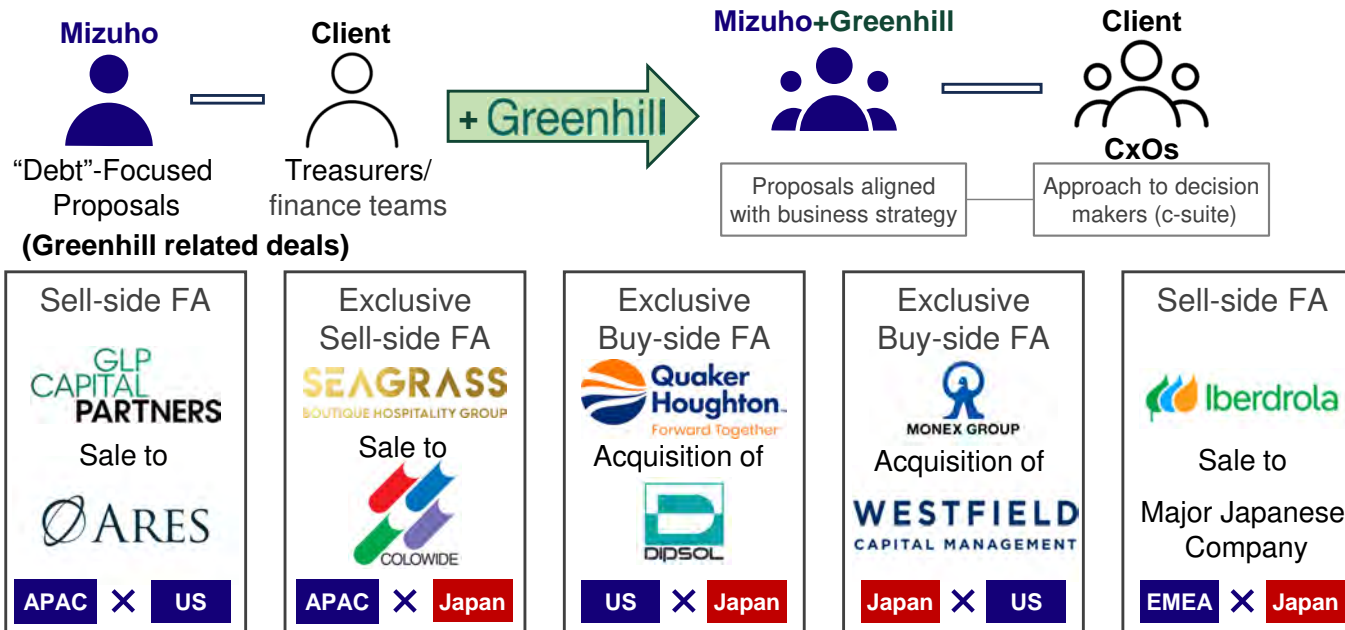 Mizuho
Client
"Debt"-Focused
Proposals
Treasurers/
finance teams
+ Greenhill
Mizuho+Greenhill
Client
CxOs
Proposals aligned
with business strategy
Approach to decision
makers (c-suite)
(Greenhill related deals)
Sell-side FA
GLP
CAPITAL
PARTNERS
Sale to
ARES
APAC × US
Exclusive
Sell-side FA
SEAGRASS
BOUTIQUE HOSPITALITY GROUP
Sale to
COLOWIDE
APAC × Japan
Exclusive
Buy-side FA
Quaker
Houghton
Forward Together
Acquisition of
DIPSOL
US × Japan
Exclusive
Buy-side FA
MONEX GROUP
Acquisition of
WESTFIELD
CAPITAL MANAGEMENT
Japan × US
Sell-side FA
Iberdrola
Sale to
Major Japanese
Company
EMEA × Japan